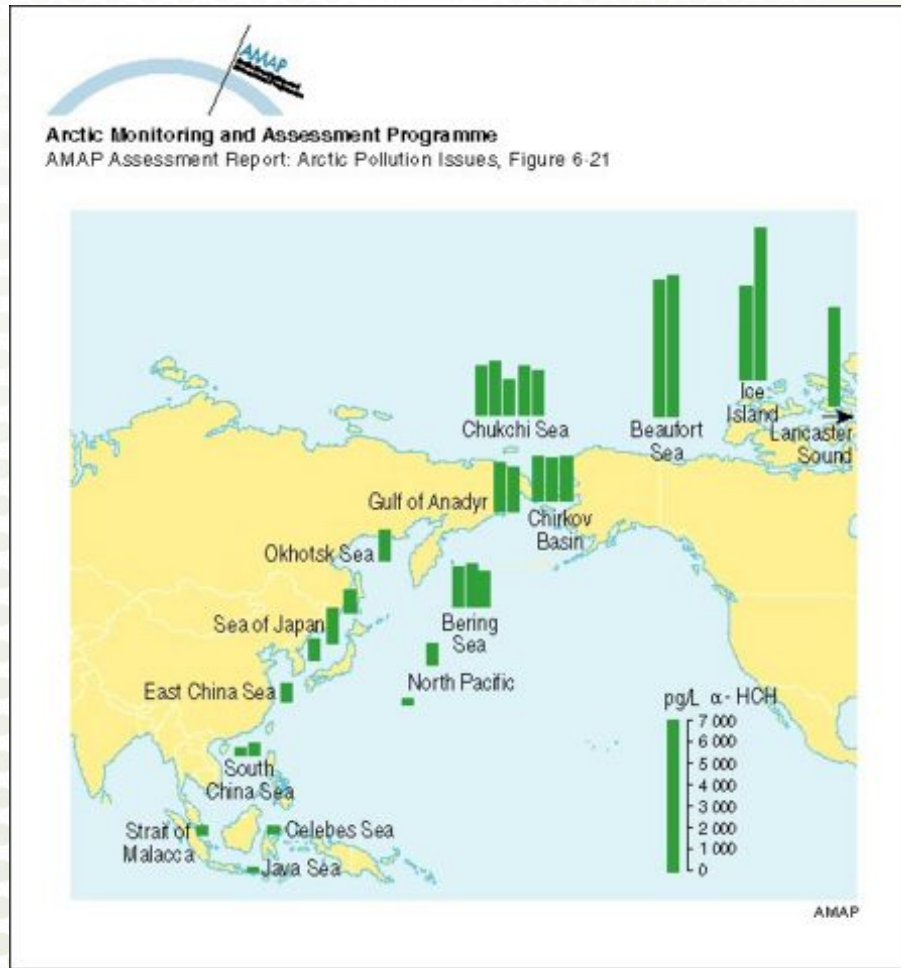 AMAP
Arctic Monitoring and Assessment Programme
AMAP Assessment Report: Arctic Pollution Issues, Figure 6-21
Ice
Island
Chukchi Sea
Beaufort
Sea
Lancaster
Sound
Gulf of Anadyr
Chirkov
Basin
Okhotsk Sea
Sea of Japan
Bering
Sea
North Pacific
East China Sea
pg/L α - HCH
7 000
6 000
5 000
4 000
3 000
2 000
1 000
0
South
China Sea
Strait of
Malacca
Celebes Sea
Java Sea
AMAP